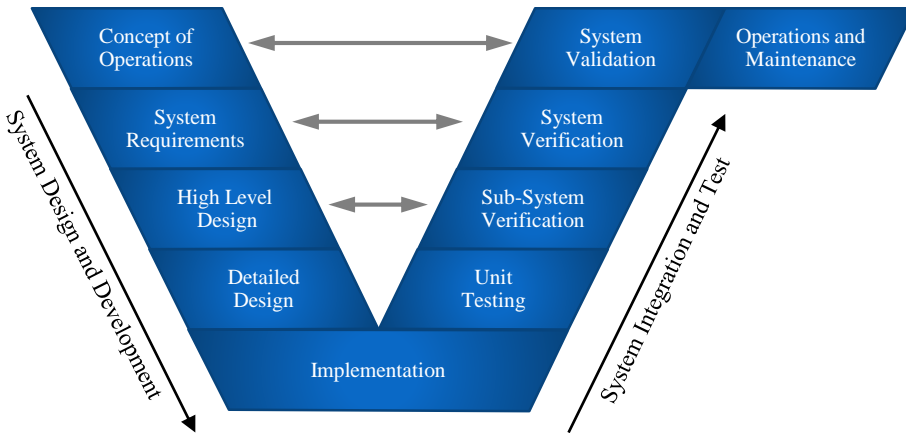 Concept of
Operations
System
Validation
Operations and
Maintenance
System
Requirements
System
Verification
High Level
Design
Sub-System
Verification
Detailed
Design
Unit
Testing
Implementation
System Design and Development
System Integration and Test